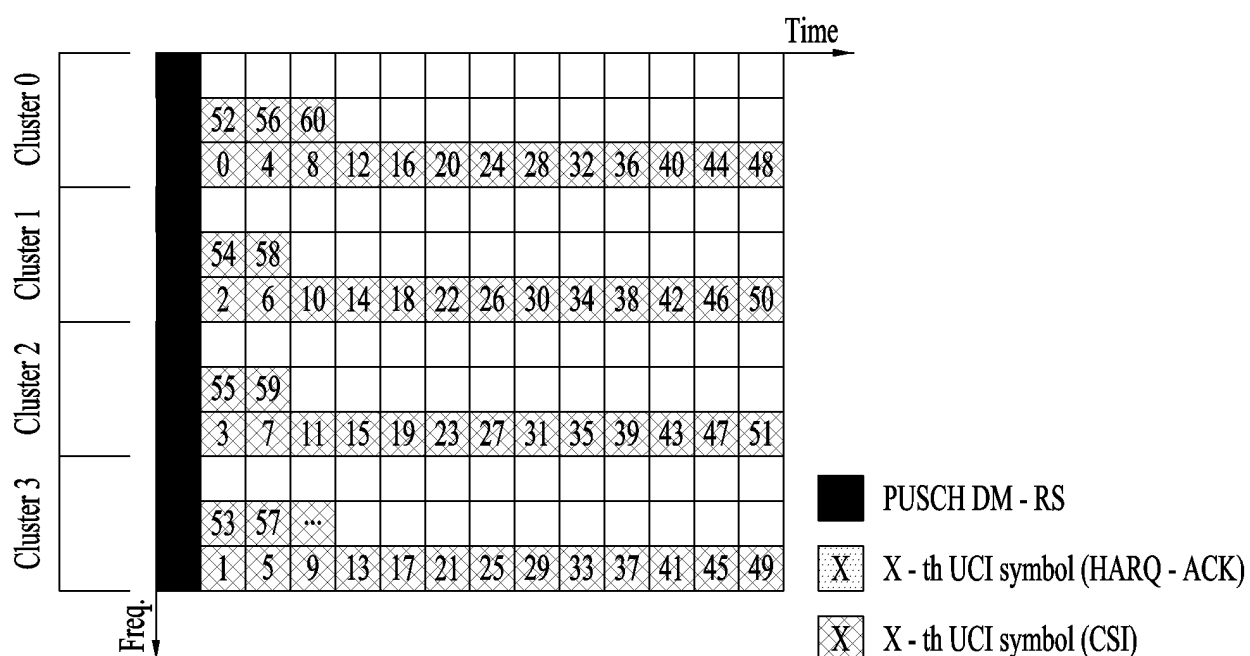 Time
Cluster 0
52 56 60
0 4 8 12 16 20 24 28 32 36 40 44 48
Cluster 1
54 58
2 6 10 14 18 22 26 30 34 38 42 46 50
Cluster 2
55 59
3 7 11 15 19 23 27 31 35 39 43 47 51
Cluster 3
53 57 ...
1 5 9 13 17 21 25 29 33 37 41 45 49
Freq.
PUSCH DM - RS
X X - th UCI symbol (HARQ - ACK)
X X - th UCI symbol (CSI)